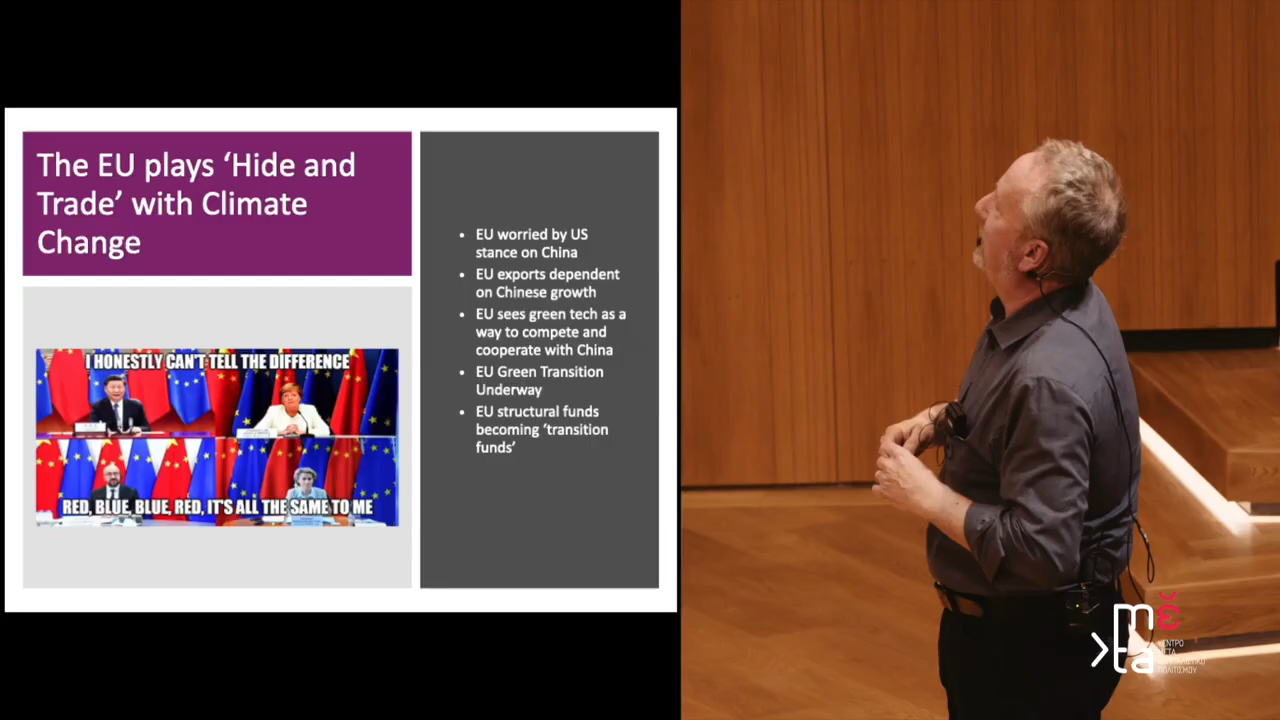 The EU plays ‘Hide and
Trade’ with Climate
Change
I HONESTLY CAN'T TELL THE DIFFERENCE
RED, BLUE, BLUE, RED, IT'S ALL THE SAME TO ME
• EU worried by US
stance on China
• EU exports dependent
on Chinese growth
• EU sees green tech as a
way to compete and
cooperate with China
• EU Green Transition
Underway
• EU structural funds
becoming ‘transition
funds’
mε
ta
ΠΟΛΙΤΙΣΜΟΥ